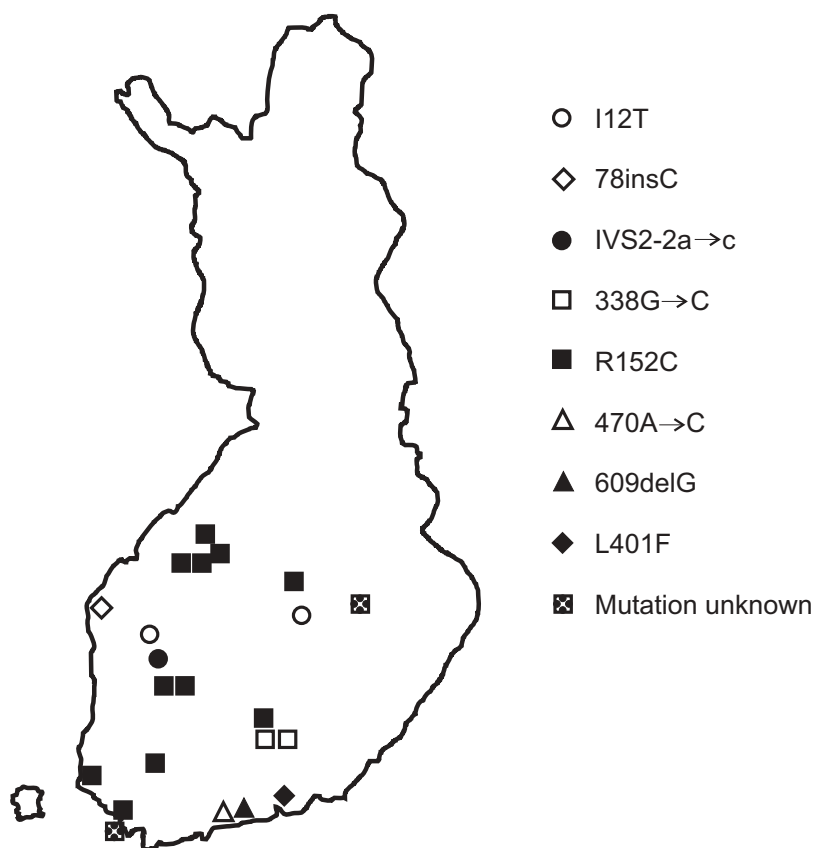 I12T
78insC
IVS2-2a→c
338G→C
R152C
470A→C
609delG
L401F
Mutation unknown